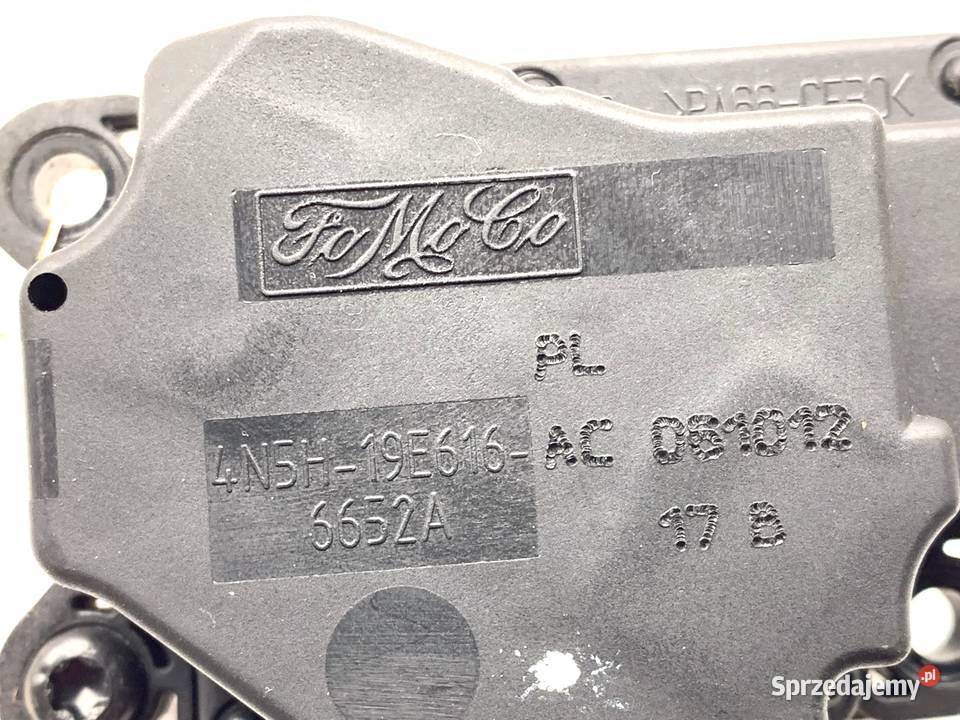 FoMoCo
PL
4N5H-19E616- AC 061012
6652A 17 B
Sprzedajemy.pl